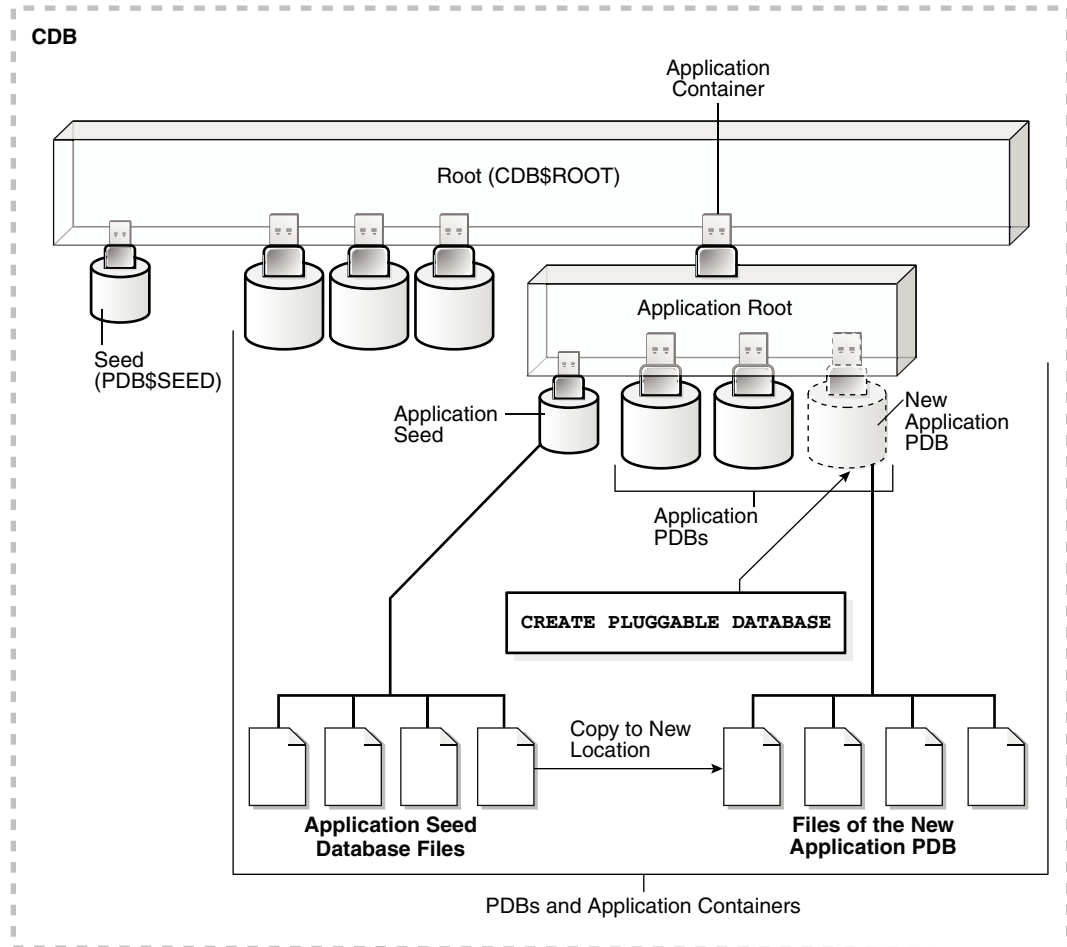 CDB
Application
Container
Root (CDB$ROOT)
Seed
(PDB$SEED)
Application Root
Application
Seed
New
Application
PDB
Application
PDBs
CREATE PLUGGABLE DATABASE
Copy to New
Location
Application Seed
Database Files
Files of the New
Application PDB
PDBs and Application Containers